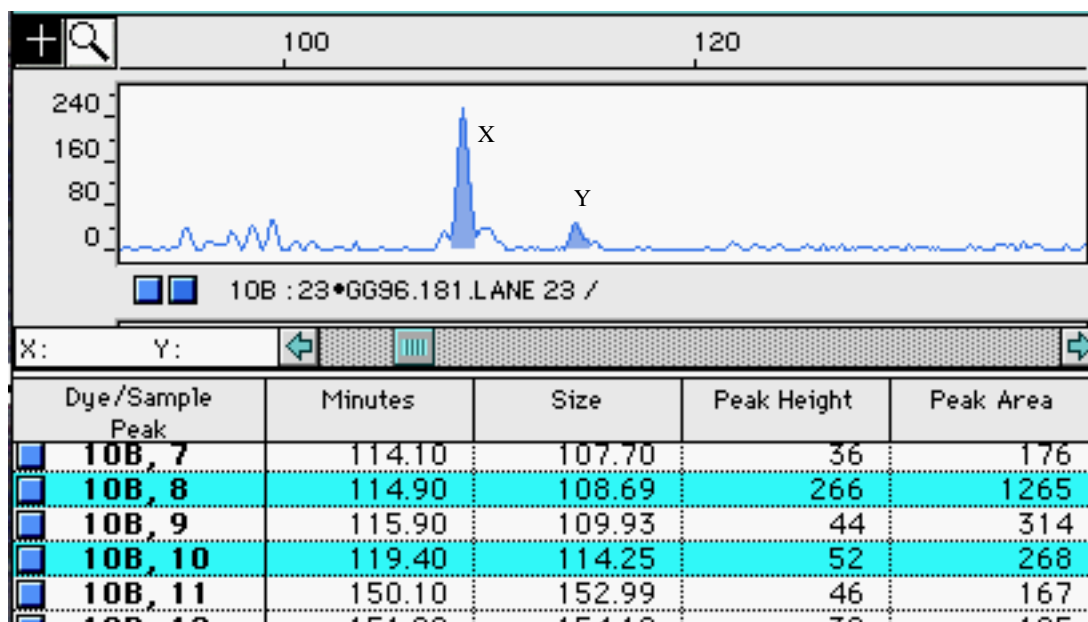 100 120
240
160
80
0
X
Y
10B : 23•GG96.181.LANE 23 /
X: Y:
Dye/Sample Peak Minutes Size Peak Height Peak Area
10B, 7 114.10 107.70 36 176
10B, 8 114.90 108.69 266 1265
10B, 9 115.90 109.93 44 314
10B, 10 119.40 114.25 52 268
10B, 11 150.10 152.99 46 167